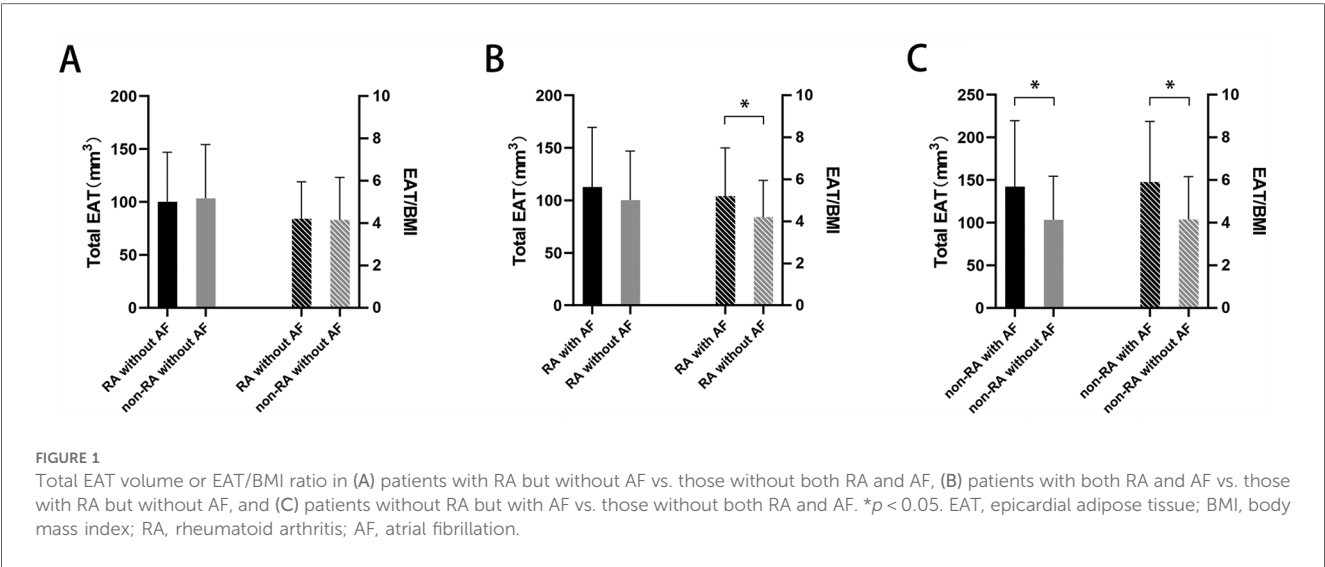 A
B
C
200
150
100
50
0
Total EAT(mm³)
10
8
6
4
2
0
EAT/BMI
RA without AF
non-RA without AF
RA without AF
non-RA without AF
200
150
100
50
0
Total EAT(mm³)
*
10
8
6
4
2
0
EAT/BMI
RA with AF
RA without AF
RA with AF
RA without AF
250
200
150
100
50
0
Total EAT(mm³)
*
*
10
8
6
4
2
0
EAT/BMI
non-RA with AF
non-RA without AF
non-RA with AF
non-RA without AF
FIGURE 1
Total EAT volume or EAT/BMI ratio in (A) patients with RA but without AF vs. those without both RA and AF, (B) patients with both RA and AF vs. those
with RA but without AF, and (C) patients without RA but with AF vs. those without both RA and AF. *p < 0.05. EAT, epicardial adipose tissue; BMI, body
mass index; RA, rheumatoid arthritis; AF, atrial fibrillation.